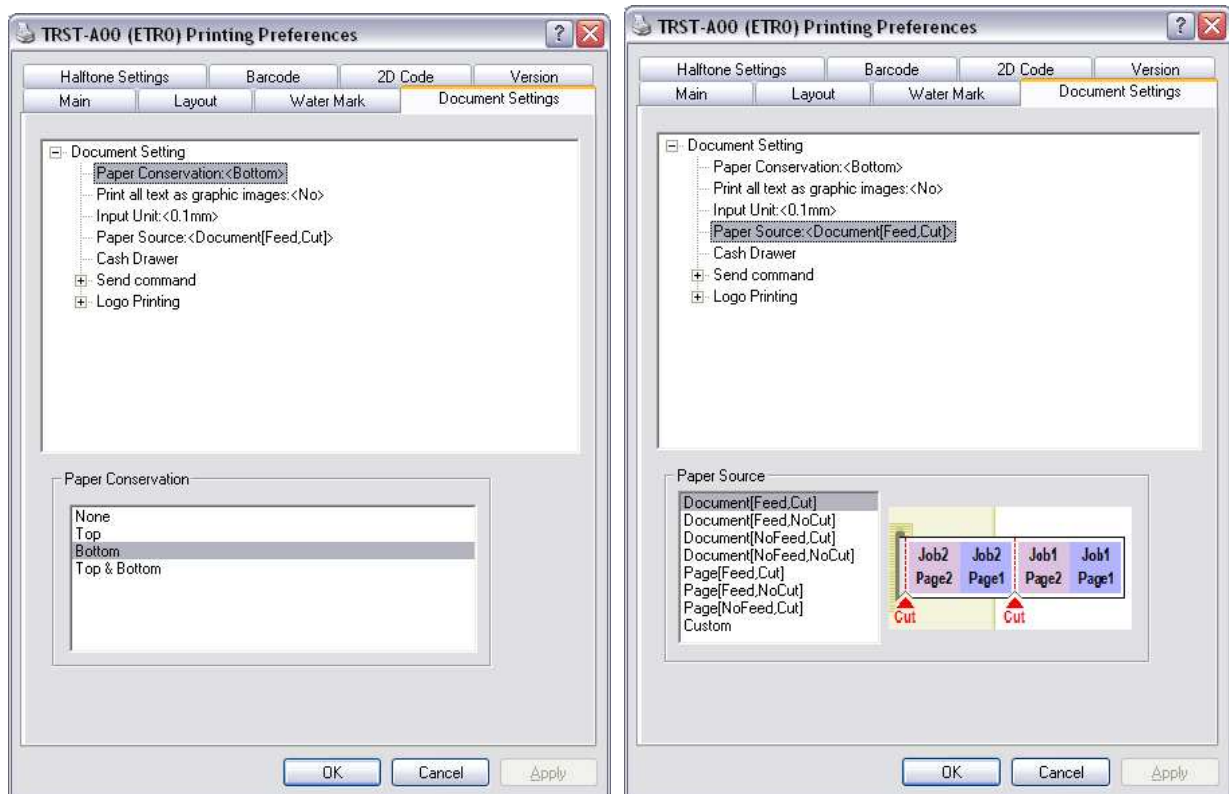 TRST-A00 (ETR0) Printing Preferences
Halftone Settings Barcode 2D Code Version
Main Layout Water Mark Document Settings
Document Setting
Paper Conservation:<Bottom>
Print all text as graphic images:<No>
Input Unit:<0.1mm>
Paper Source:<Document[Feed,Cut]>
Cash Drawer
Send command
Logo Printing
Paper Conservation
None
Top
Bottom
Top & Bottom
OK Cancel Apply
TRST-A00 (ETR0) Printing Preferences
Halftone Settings Barcode 2D Code Version
Main Layout Water Mark Document Settings
Document Setting
Paper Conservation:<Bottom>
Print all text as graphic images:<No>
Input Unit:<0.1mm>
Paper Source:<Document[Feed,Cut]>
Cash Drawer
Send command
Logo Printing
Paper Source
Document[Feed,Cut]
Document[Feed,NoCut]
Document[NoFeed,Cut]
Document[NoFeed,NoCut]
Page[Feed,Cut]
Page[Feed,NoCut]
Page[NoFeed,Cut]
Custom
Job2 Job2 Job1 Job1
Page2 Page1 Page2 Page1
Cut Cut
OK Cancel Apply